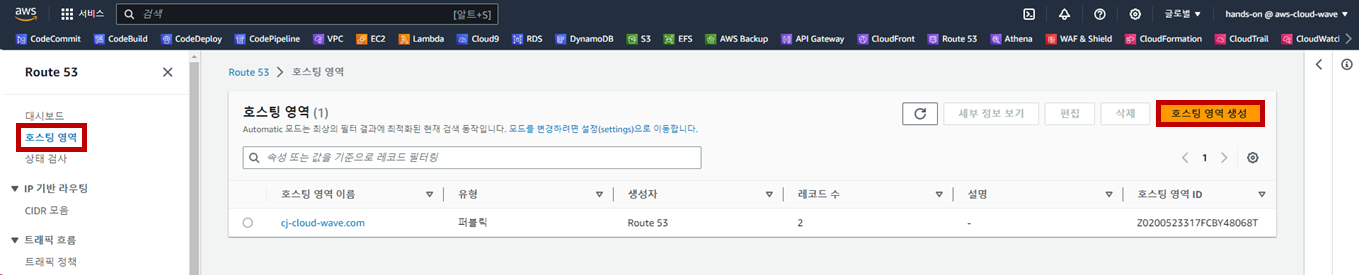 aws 서비스 검색 [알트+S] 글로벌 hands-on @ aws-cloud-wave
CodeCommit CodeBuild CodeDeploy CodePipeline VPC EC2 Lambda Cloud9 RDS DynamoDB S3 EFS AWS Backup API Gateway CloudFront Route 53 Athena WAF & Shield CloudFormation CloudTrail CloudWatch
Route 53
대시보드
호스팅 영역
상태 검사
IP 기반 라우팅
CIDR 모음
트래픽 흐름
트래픽 정책
Route 53 호스팅 영역
호스팅 영역 (1)
세부 정보 보기 편집 삭제 호스팅 영역 생성
Automatic 모드는 최상의 필터 결과에 최적화된 현재 검색 동작입니다. 모드를 변경하려면 설정(settings)으로 이동합니다.
속성 또는 값을 기준으로 레코드 필터링
1
호스팅 영역 이름 유형 생성자 레코드 수 설명 호스팅 영역 ID
cj-cloud-wave.com 퍼블릭 Route 53 2 - Z0200523317FCBY48068T